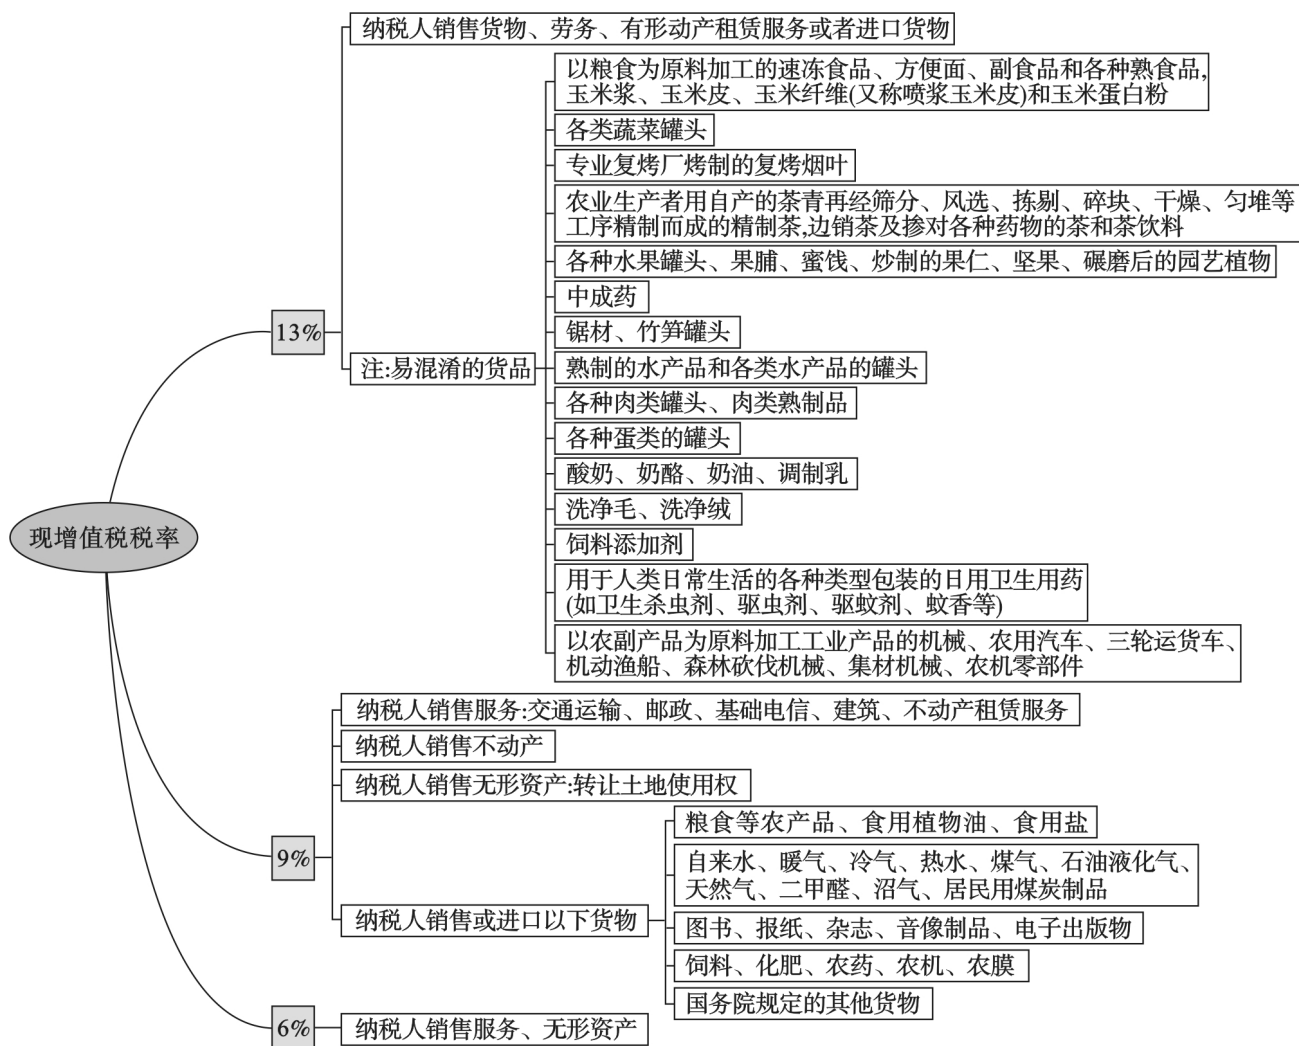 现增值税税率
13%
纳税人销售货物、劳务、有形动产租赁服务或者进口货物
注:易混淆的货品
以粮食为原料加工的速冻食品、方便面、副食品和各种熟食品,
玉米浆、玉米皮、玉米纤维(又称喷浆玉米皮)和玉米蛋白粉
各类蔬菜罐头
专业复烤厂烤制的复烤烟叶
农业生产者用自产的茶青再经筛分、风选、拣剔、碎块、干燥、匀堆等
工序精制而成的精制茶,边销茶及掺对各种药物的茶和茶饮料
各种水果罐头、果脯、蜜饯、炒制的果仁、坚果、碾磨后的园艺植物
中成药
锯材、竹笋罐头
熟制的水产品和各类水产品的罐头
各种肉类罐头、肉类熟制品
各种蛋类的罐头
酸奶、奶酪、奶油、调制乳
洗净毛、洗净绒
饲料添加剂
用于人类日常生活的各种类型包装的日用卫生用药
(如卫生杀虫剂、驱虫剂、驱蚊剂、蚊香等)
以农副产品为原料加工工业产品的机械、农用汽车、三轮运货车、
机动渔船、森林砍伐机械、集材机械、农机零部件
9%
纳税人销售服务:交通运输、邮政、基础电信、建筑、不动产租赁服务
纳税人销售不动产
纳税人销售无形资产:转让土地使用权
纳税人销售或进口以下货物
粮食等农产品、食用植物油、食用盐
自来水、暖气、冷气、热水、煤气、石油液化气、
天然气、二甲醛、沼气、居民用煤炭制品
图书、报纸、杂志、音像制品、电子出版物
饲料、化肥、农药、农机、农膜
国务院规定的其他货物
6%
纳税人销售服务、无形资产